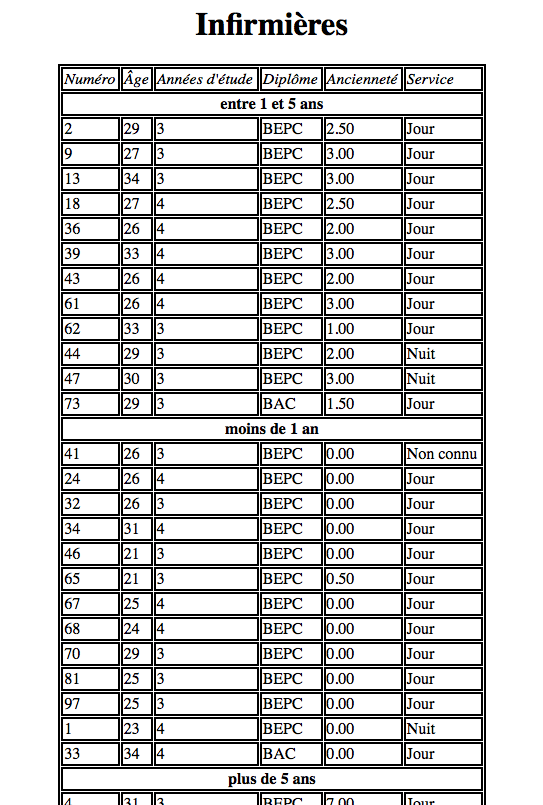 Infirmières
Numéro Âge Années d'étude Diplôme Ancienneté Service
entre 1 et 5 ans
2 29 3 BEPC 2.50 Jour
9 27 3 BEPC 3.00 Jour
13 34 3 BEPC 3.00 Jour
18 27 4 BEPC 2.50 Jour
36 26 4 BEPC 2.00 Jour
39 33 4 BEPC 3.00 Jour
43 26 4 BEPC 2.00 Jour
61 26 4 BEPC 3.00 Jour
62 33 3 BEPC 1.00 Jour
44 29 3 BEPC 2.00 Nuit
47 30 3 BEPC 3.00 Nuit
73 29 3 BAC 1.50 Jour
moins de 1 an
41 26 3 BEPC 0.00 Non connu
24 26 4 BEPC 0.00 Jour
32 26 3 BEPC 0.00 Jour
34 31 4 BEPC 0.00 Jour
46 21 3 BEPC 0.00 Jour
65 21 3 BEPC 0.50 Jour
67 25 4 BEPC 0.00 Jour
68 24 4 BEPC 0.00 Jour
70 29 3 BEPC 0.00 Jour
81 25 3 BEPC 0.00 Jour
97 25 3 BEPC 0.00 Jour
1 23 4 BEPC 0.00 Nuit
33 34 4 BAC 0.00 Jour
plus de 5 ans
4 31 3 BEPC 7.00 Jour